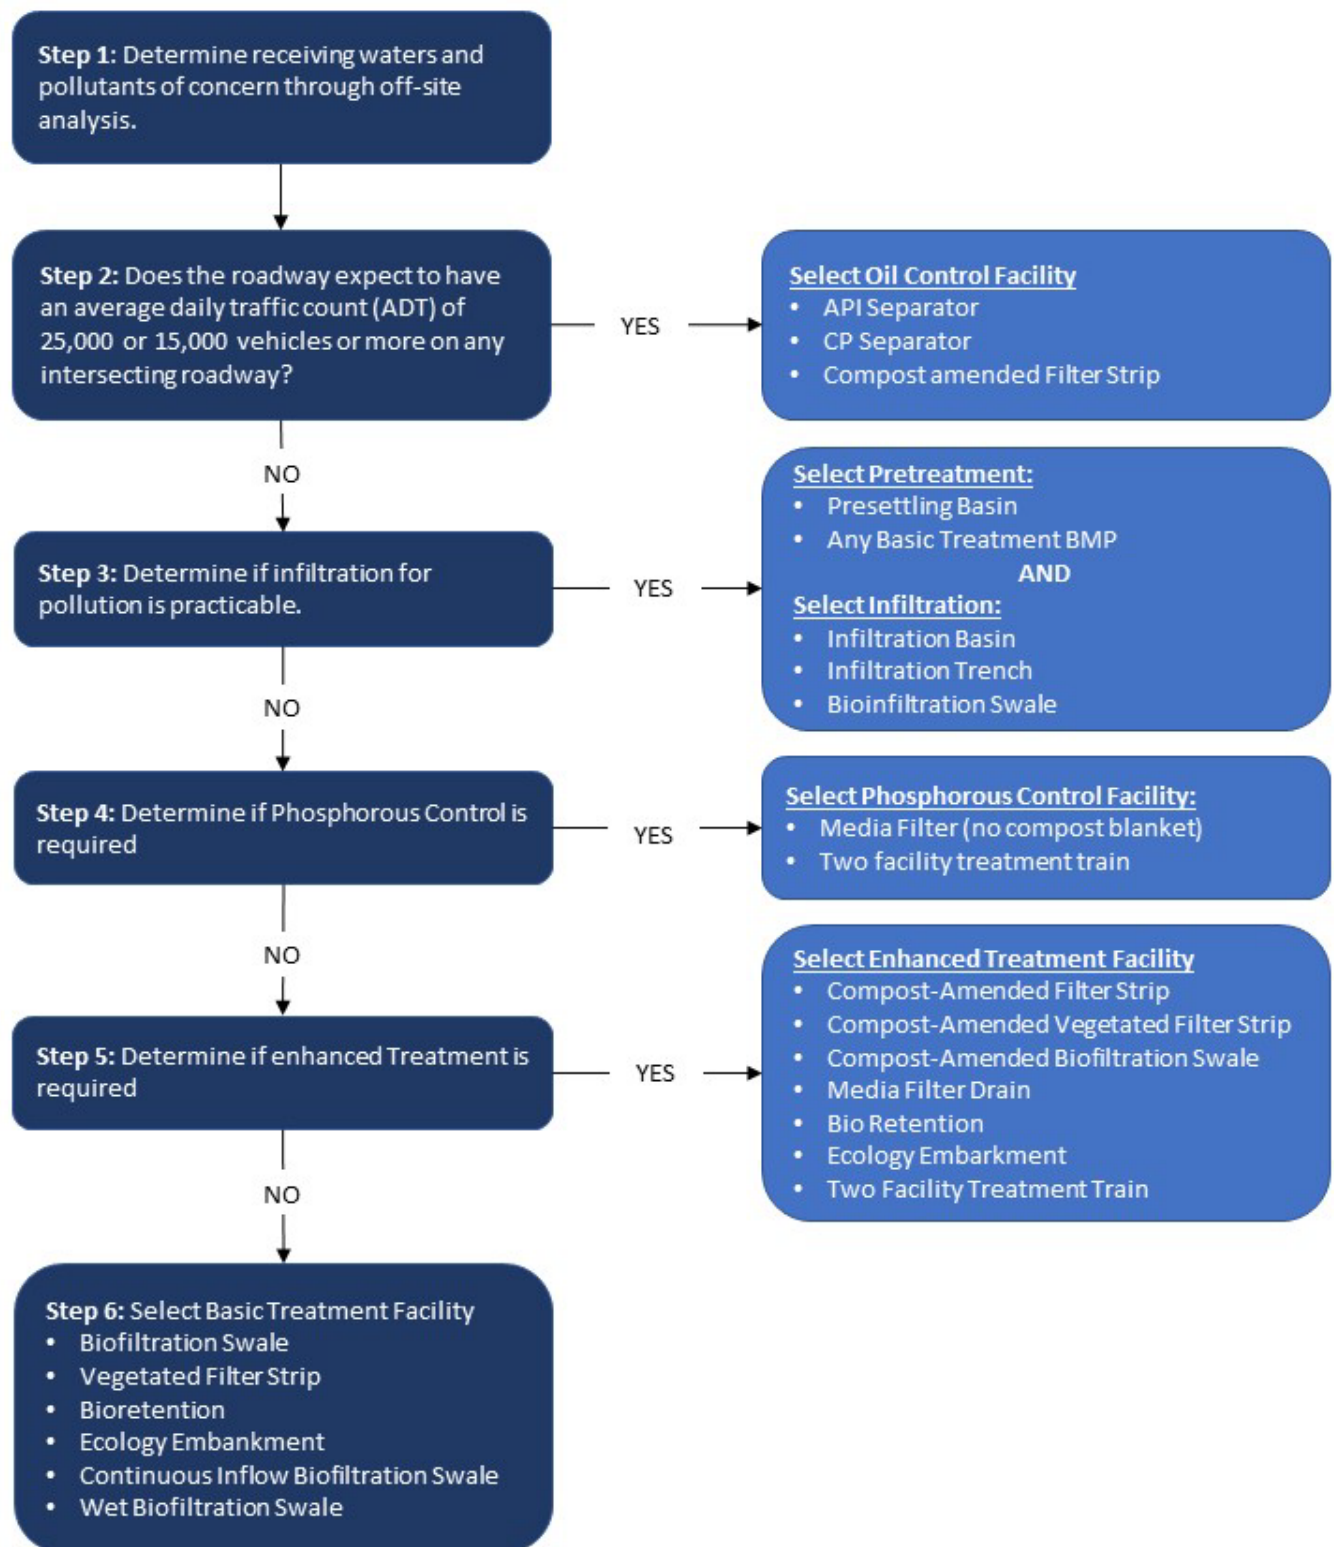 Step 1: Determine receiving waters and
pollutants of concern through off-site
analysis.
Step 2: Does the roadway expect to have
an average daily traffic count (ADT) of
25,000 or 15,000 vehicles or more on any
intersecting roadway?
YES
Select Oil Control Facility
• API Separator
• CP Separator
• Compost amended Filter Strip
NO
Step 3: Determine if infiltration for
pollution is practicable.
YES
Select Pretreatment:
• Presettling Basin
• Any Basic Treatment BMP
AND
Select Infiltration:
• Infiltration Basin
• Infiltration Trench
• Bioinfiltration Swale
NO
Step 4: Determine if Phosphorous Control is
required
YES
Select Phosphorous Control Facility:
• Media Filter (no compost blanket)
• Two facility treatment train
NO
Step 5: Determine if enhanced Treatment is
required
YES
Select Enhanced Treatment Facility
• Compost-Amended Filter Strip
• Compost-Amended Vegetated Filter Strip
• Compost-Amended Biofiltration Swale
• Media Filter Drain
• Bio Retention
• Ecology Embarkment
• Two Facility Treatment Train
NO
Step 6: Select Basic Treatment Facility
• Biofiltration Swale
• Vegetated Filter Strip
• Bioretention
• Ecology Embankment
• Continuous Inflow Biofiltration Swale
• Wet Biofiltration Swale